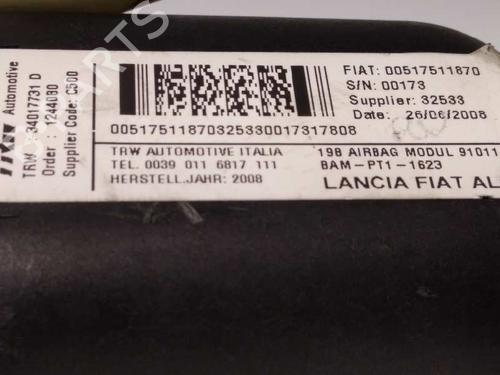 TRW Automotive
TRW : 34017731 D
Order : 1244080
Supplier Code: C500
00517511870325330017317808
TRW AUTOMOTIVE ITALIA
TEL. 0039 011 6817 111
HERSTELL.JAHR: 2008
FIAT: 00517511870
S/N: 00173
Supplier: 32533
Date: 26/06/2008
198 AIRBAG MODUL 91011
BAM-PT1-1623
LANCIA FIAT AL